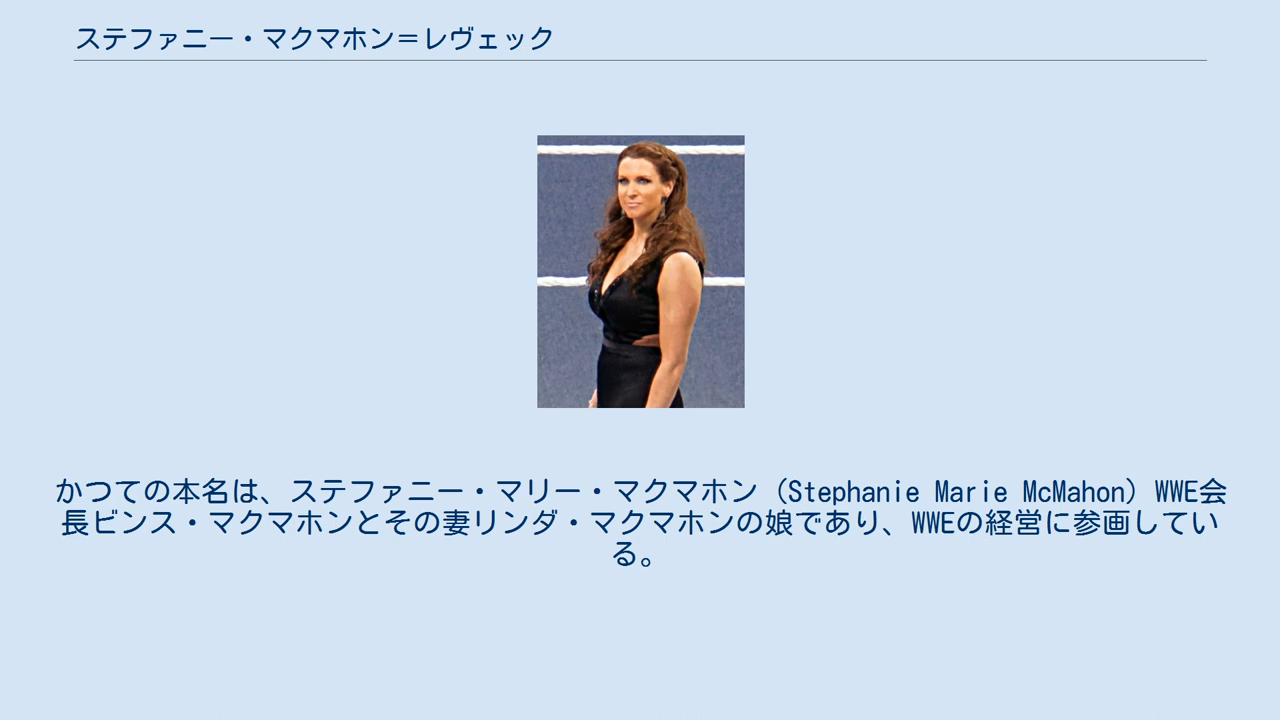 ステファニー・マクマホン＝レヴェック
かつての本名は、ステファニー・マリー・マクマホン（Stephanie Marie McMahon）WWE会
長ビンス・マクマホンとその妻リンダ・マクマホンの娘であり、WWEの経営に参画してい
る。